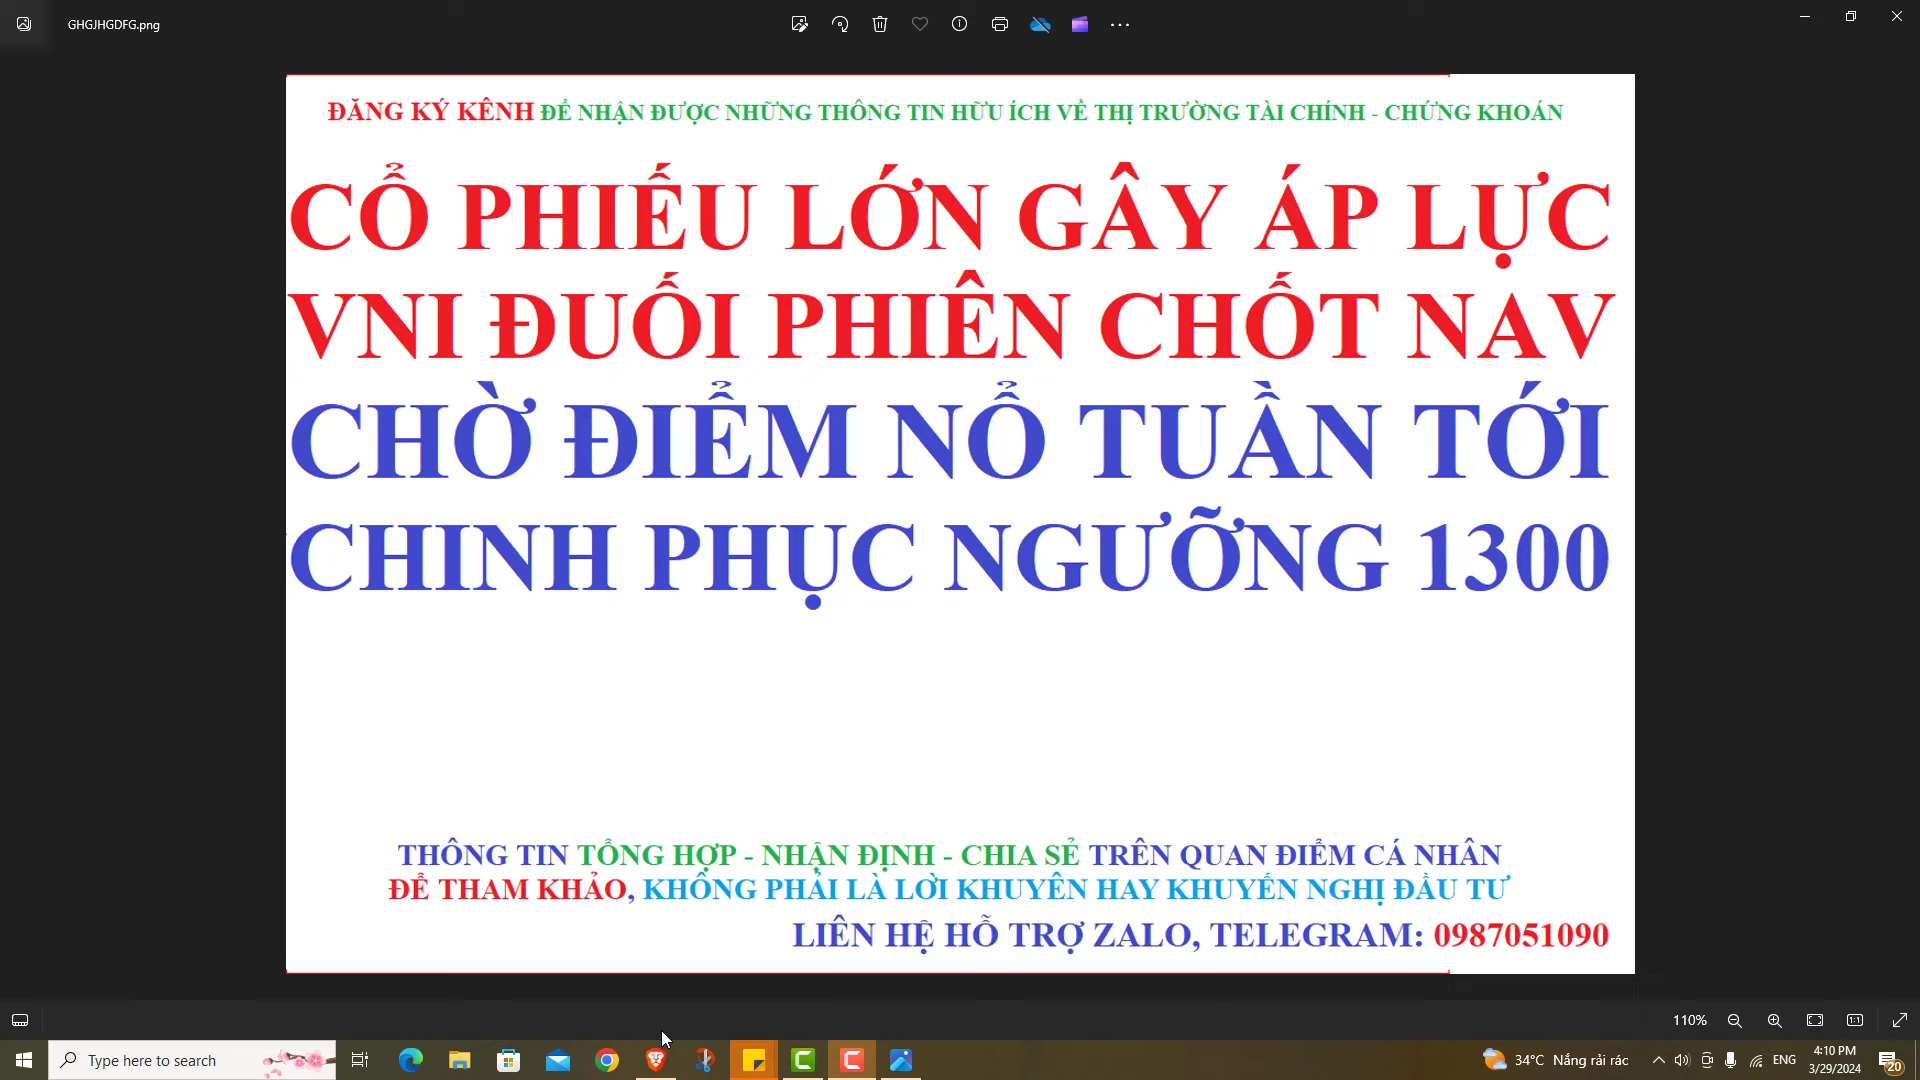 GHGJHGDFG.png
ĐĂNG KÝ KÊNH ĐỂ NHẬN ĐƯỢC NHỮNG THÔNG TIN HỮU ÍCH VỀ THỊ TRƯỜNG TÀI CHÍNH - CHỨNG KHOÁN
CỔ PHIẾU LỚN GÂY ÁP LỰC
VNI ĐUỐI PHIÊN CHỐT NAV
CHỜ ĐIỂM NỔ TUẦN TỚI
CHINH PHỤC NGƯỠNG 1300
THÔNG TIN TỔNG HỢP - NHẬN ĐỊNH - CHIA SẺ TRÊN QUAN ĐIỂM CÁ NHÂN
ĐỂ THAM KHẢO, KHÔNG PHẢI LÀ LỜI KHUYÊN HAY KHUYẾN NGHỊ ĐẦU TƯ
LIÊN HỆ HỖ TRỢ ZALO, TELEGRAM: 0987051090
110%
Type here to search
34°C Nắng rải rác
ENG
4:10 PM
3/29/2024
20